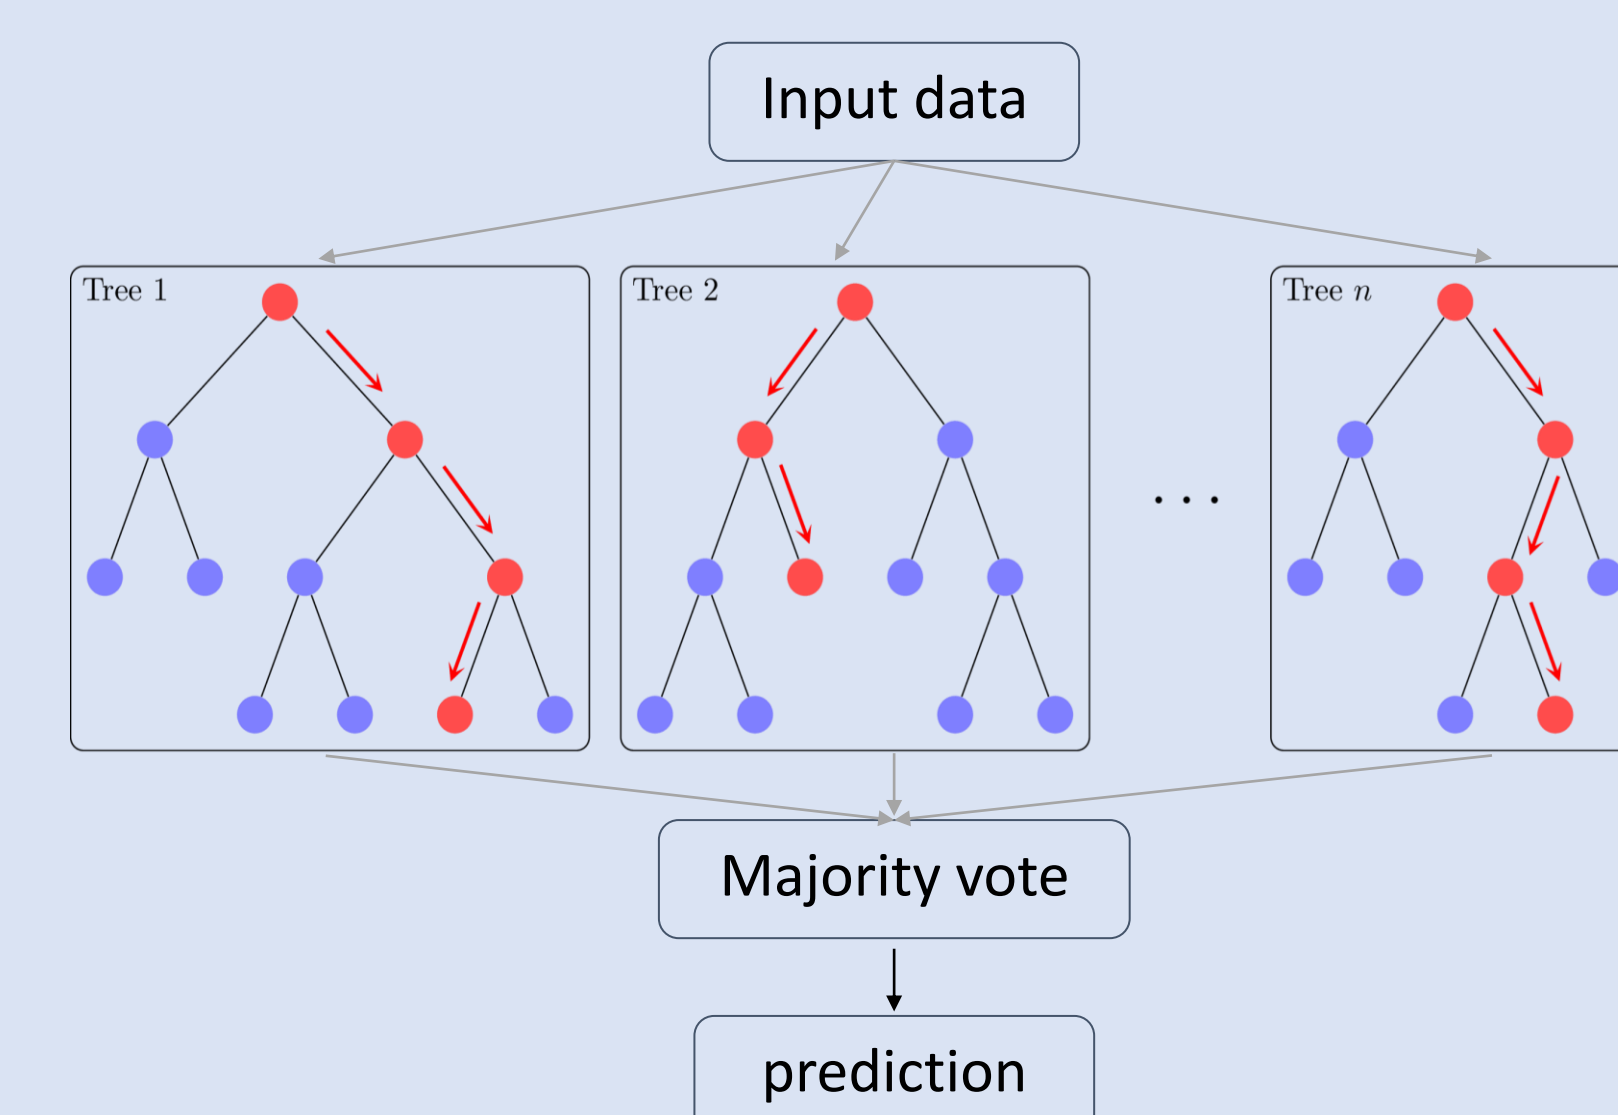 Input data
Tree 1
Tree 2
Tree n
. . .
Majority vote
prediction